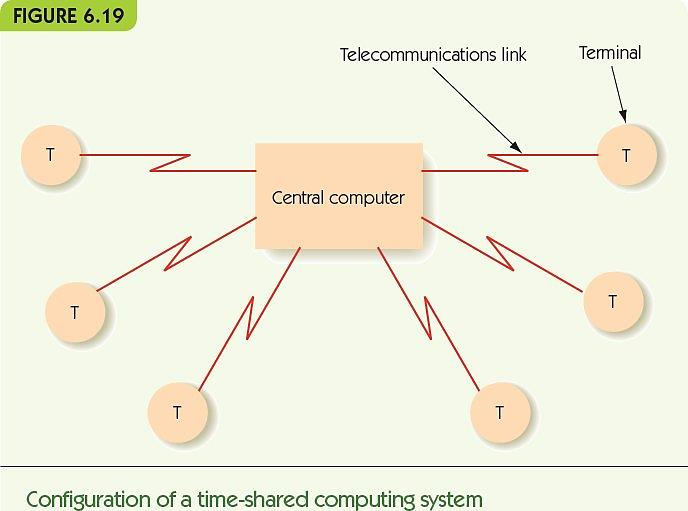 FIGURE 6.19
Telecommunications link
Terminal
T
T
Central computer
T
T
T
T
Configuration of a time-shared computing system